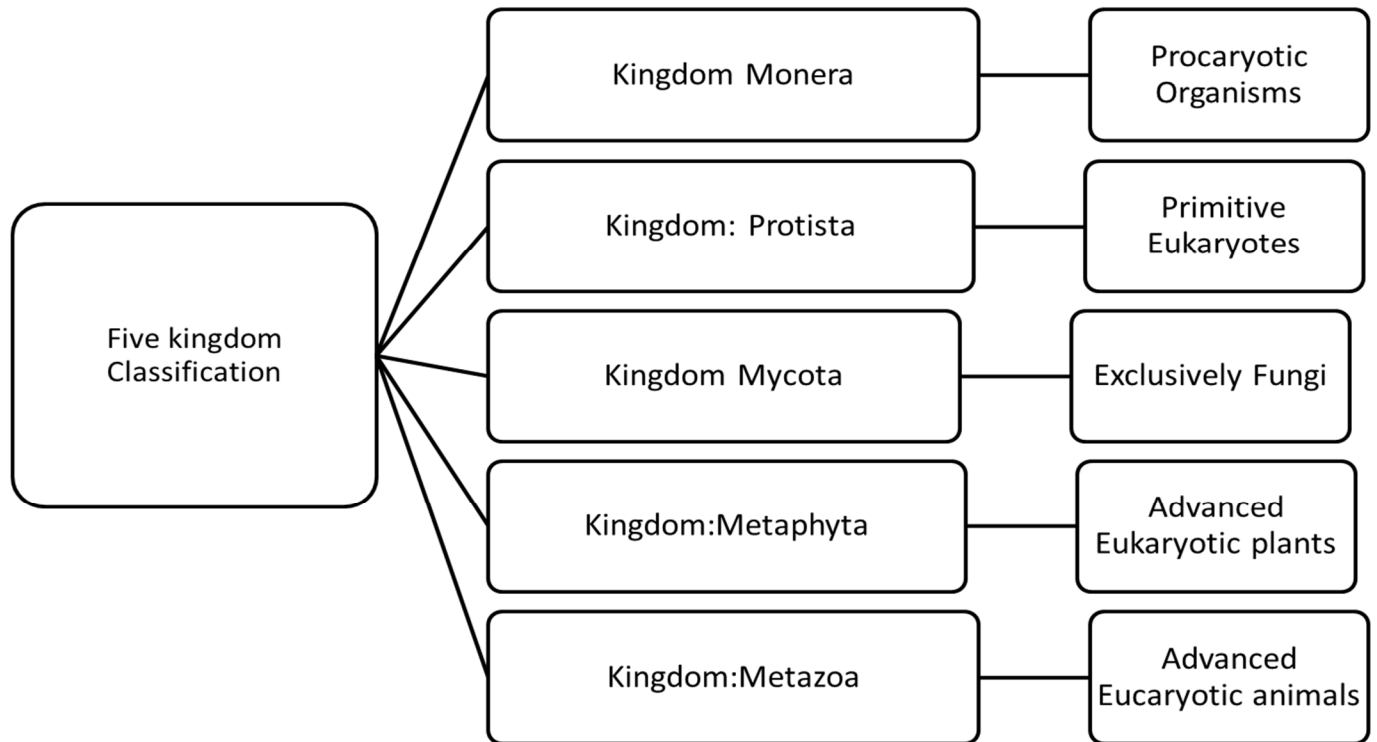 Five kingdom
Classification
Kingdom Monera
Procaryotic
Organisms
Kingdom: Protista
Primitive
Eukaryotes
Kingdom Mycota
Exclusively Fungi
Kingdom:Metaphyta
Advanced
Eukaryotic plants
Kingdom:Metazoa
Advanced
Eucaryotic animals